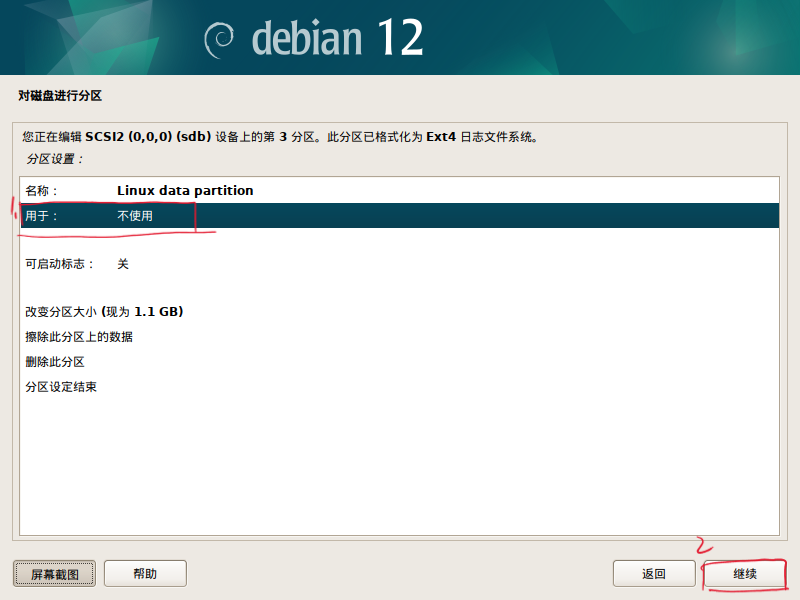 debian 12
对磁盘进行分区
您正在编辑 SCSI2 (0,0,0) (sdb) 设备上的第 3 分区。此分区已格式化为 Ext4 日志文件系统。
分区设置：
名称： Linux data partition
1.
用于： 不使用
可启动标志： 关
改变分区大小 (现为 1.1 GB)
擦除此分区上的数据
删除此分区
分区设定结束
2
屏幕截图 帮助 返回 继续